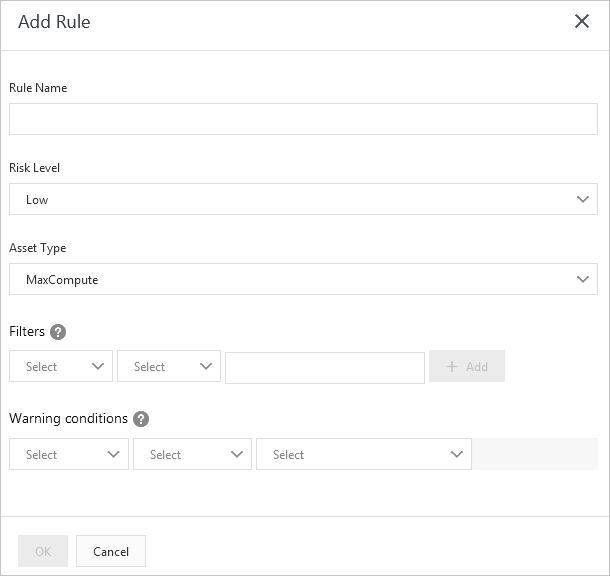 Add Rule
Rule Name
Risk Level
Low
Asset Type
MaxCompute
Filters ?
Select Select + Add
Warning conditions ?
Select Select Select
OK Cancel